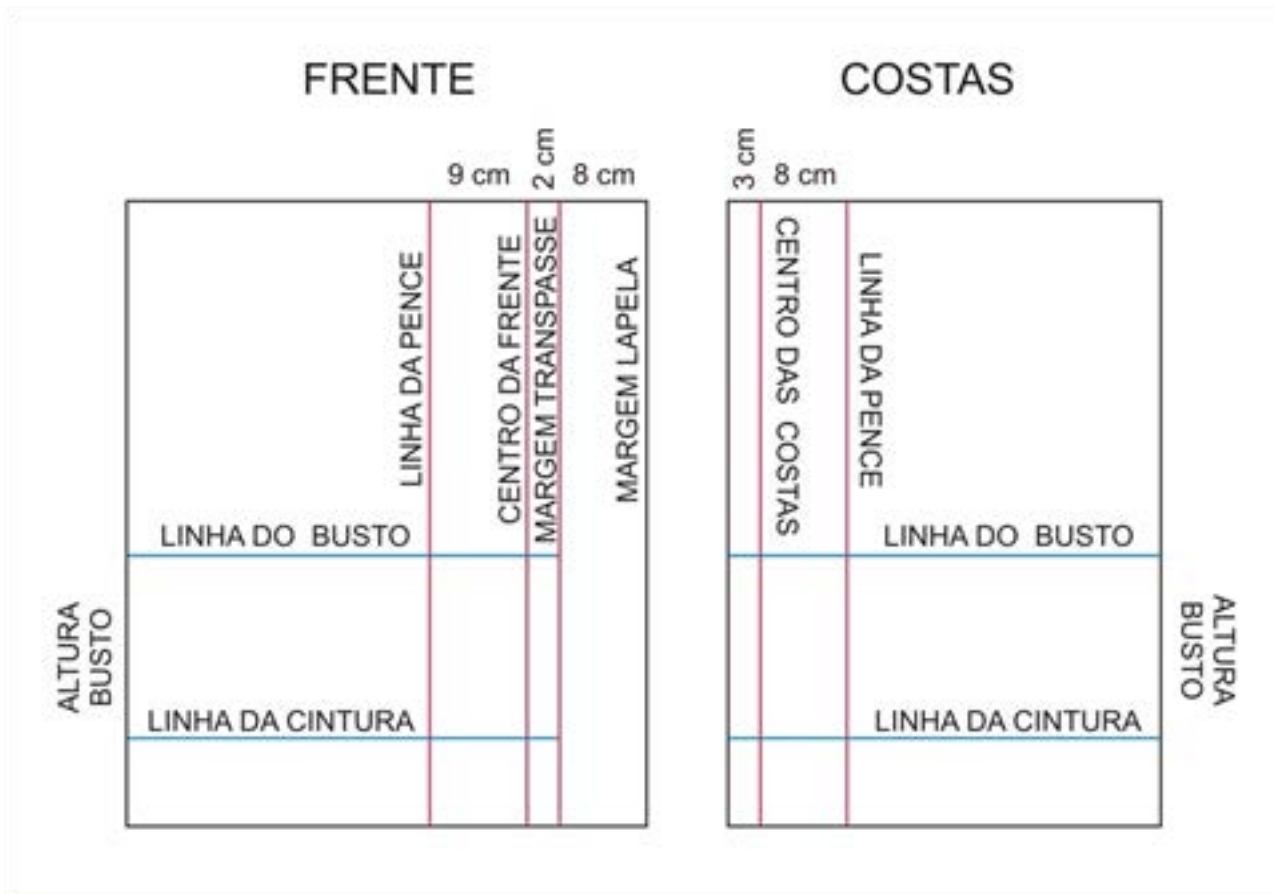 FRENTE
COSTAS
9 cm
2 cm
8 cm
3 cm
8 cm
LINHA DA PENCE
CENTRO DA FRENTE
MARGEM TRANSPASSE
MARGEM LAPELA
CENTRO DAS COSTAS
LINHA DA PENCE
LINHA DO BUSTO
LINHA DO BUSTO
ALTURA
BUSTO
ALTURA
BUSTO
LINHA DA CINTURA
LINHA DA CINTURA